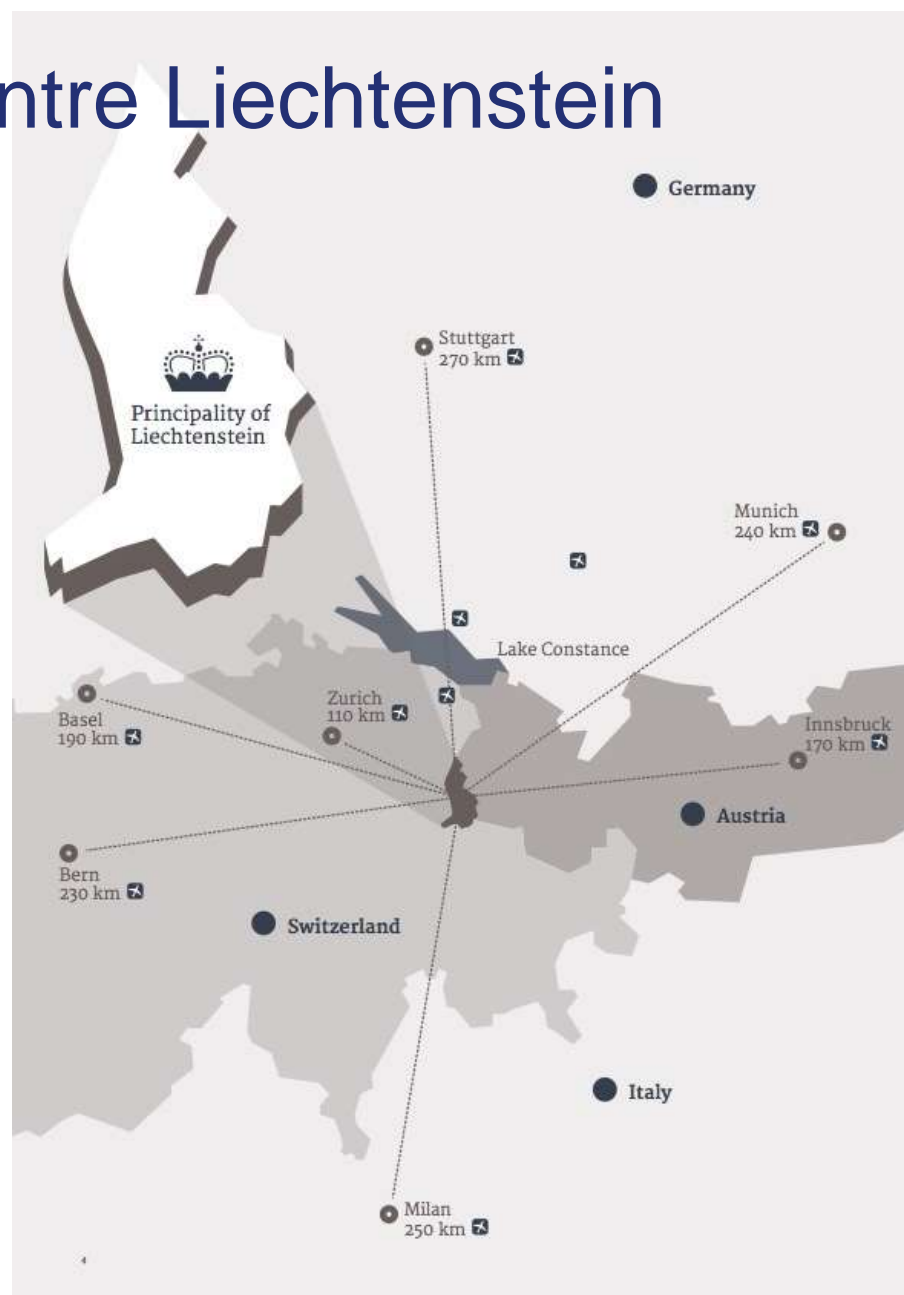 ntre Liechtenstein
Germany
Stuttgart
270 km
Principality of
Liechtenstein
Munich
240 km
Lake Constance
Zurich
110 km
Basel
190 km
Innsbruck
170 km
Austria
Bern
230 km
Switzerland
Italy
Milan
250 km
4